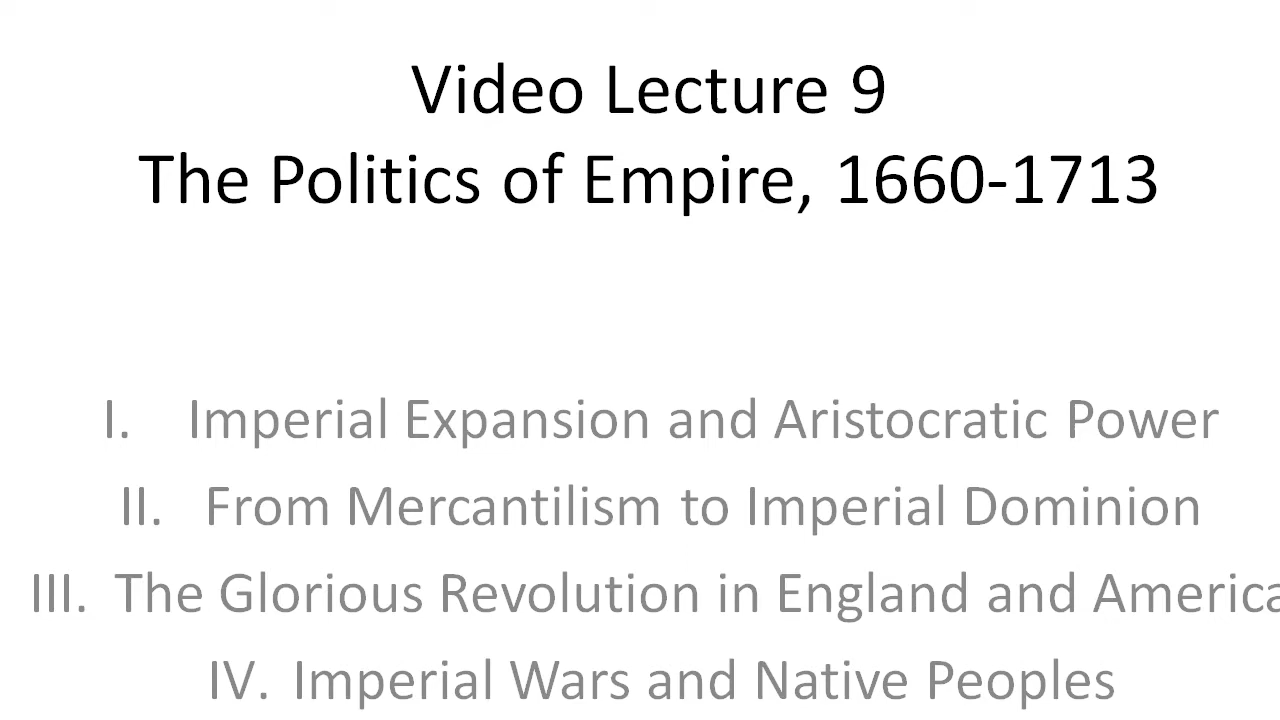 Video Lecture 9
The Politics of Empire, 1660-1713
I. Imperial Expansion and Aristocratic Power
II. From Mercantilism to Imperial Dominion
III. The Glorious Revolution in England and America
IV. Imperial Wars and Native Peoples